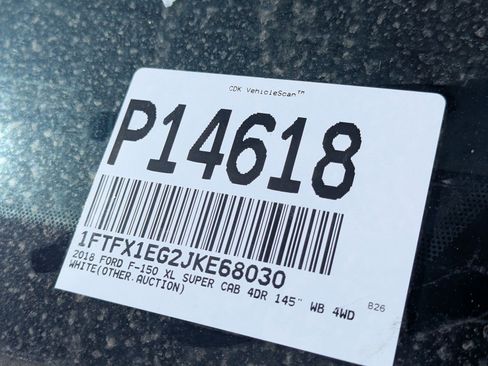 CDK VehicleScan™
P14618
1FTFX1EG2JKE68030
2018 FORD F-150 XL SUPER CAB 4DR 145" WB 4WD
WHITE(OTHER.AUCTION)
B26